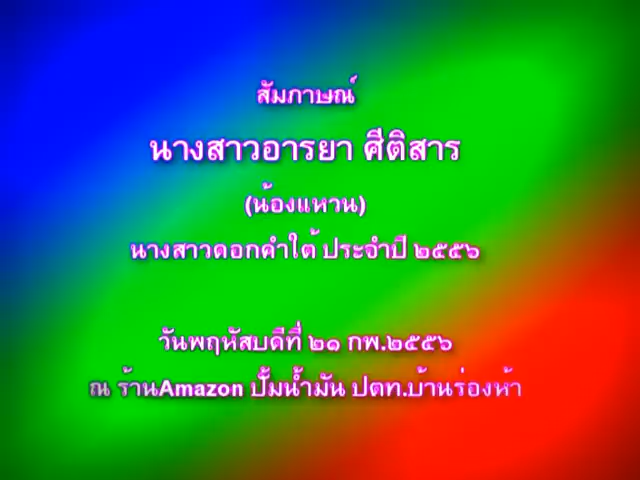 สัมภาษณ์
นางสาวอารยา ศีติสาร
(น้องแหวน)
นางสาวดอกคำใต้ ประจำปี ๒๕๕๖
วันพฤหัสบดีที่ ๒๑ กพ.๒๕๕๖
ณ ร้านAmazon ปั้มน้ำมัน ปตท.บ้านร่องห้า